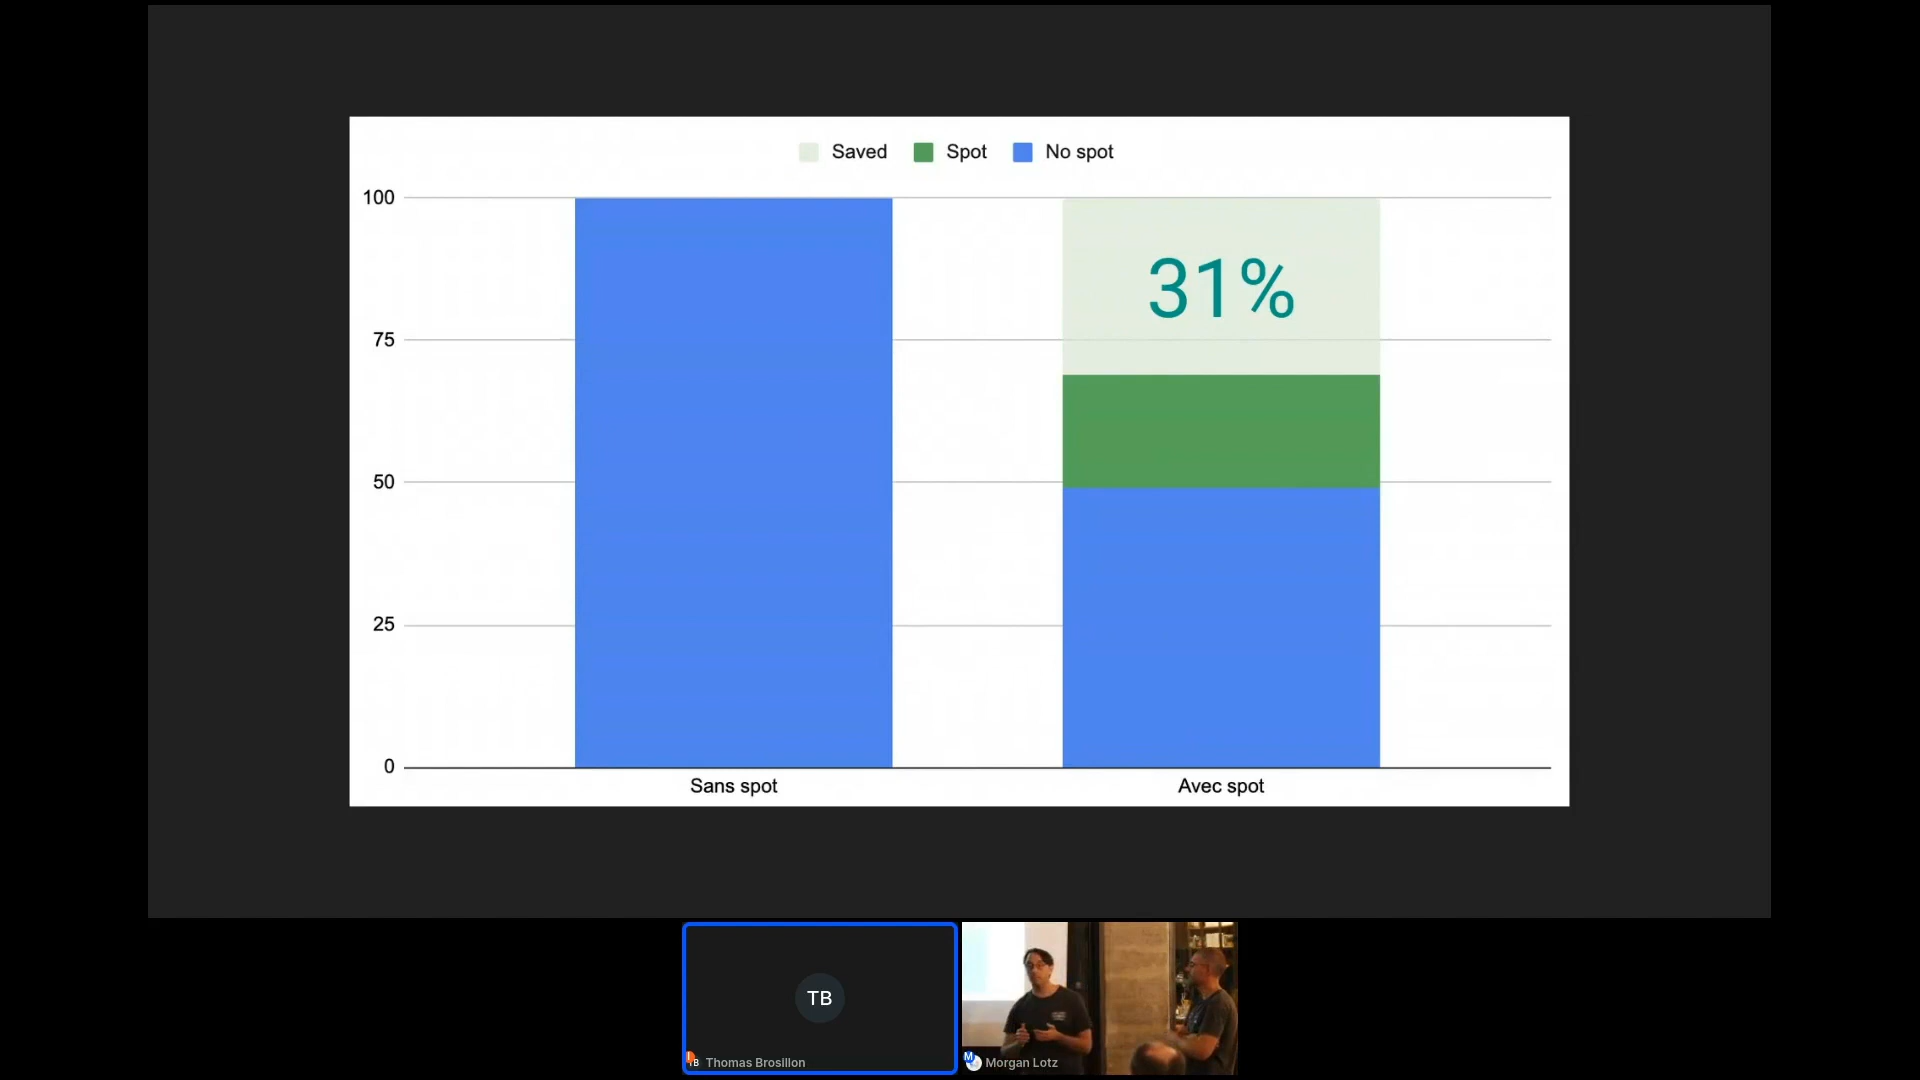 Saved Spot No spot
100
75
50
25
0
31%
Sans spot Avec spot
TB
TB Thomas Brosillon
M Morgan Lotz